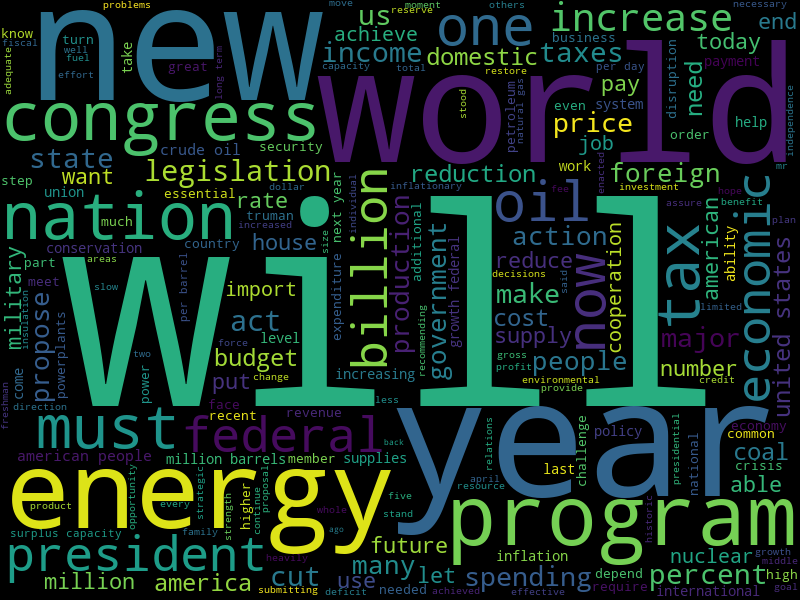 problems
move
moment
others
necessary
know
fiscal
turn
well
fuel
effort
take
new
us
reserve
one
increase
end
adequate
great
long term
achieve
income
capacity
total
domestic
restore
taxes
business
per day
today
payment
congress
world
stood
petroleum
natural gas
pay
even
system
disruption
need
independence
price
order
help
state
crude oil
security
job
mr
step
want
legislation
reduction
work
foreign
union
essential
dollar
rate
inflationary
individual
billion
fee
enacted
investment
hope
nation
much
truman
increased
next year
oil
assure
benefit
plan
conservation
country
house
size
production
action
tax
american
ability
economic
military
part
areas
meet
insulation
slow
per barrel
import
expenditure
additional
government
growth federal
reduce
decisions
said
now
cooperation
limited
united states
propose
powerplants
act
level
force
change
recommending
make
cost
supply
gross
profit
major
will
come
two
power
budget
put
increasing
less
environmental
provide
people
number
credit
freshman
direction
face
recent
revenue
must
federal
year
policy
economy
common
american people
million barrels
member
supplies
back
relations
challenge
last
national
presidential
coal
crisis
able
energy
product
opportunity
every
strategic
strength
higher
continue
proposal
five
stand
april
resource
program
historic
surplus capacity
family
whole
ago
president
future
inflation
nuclear
growth
middle
million
america
heavily
submitting
cut
deficit
use
many
needed
let
achieved
spending
effective
depend
require
percent
international
high
goal